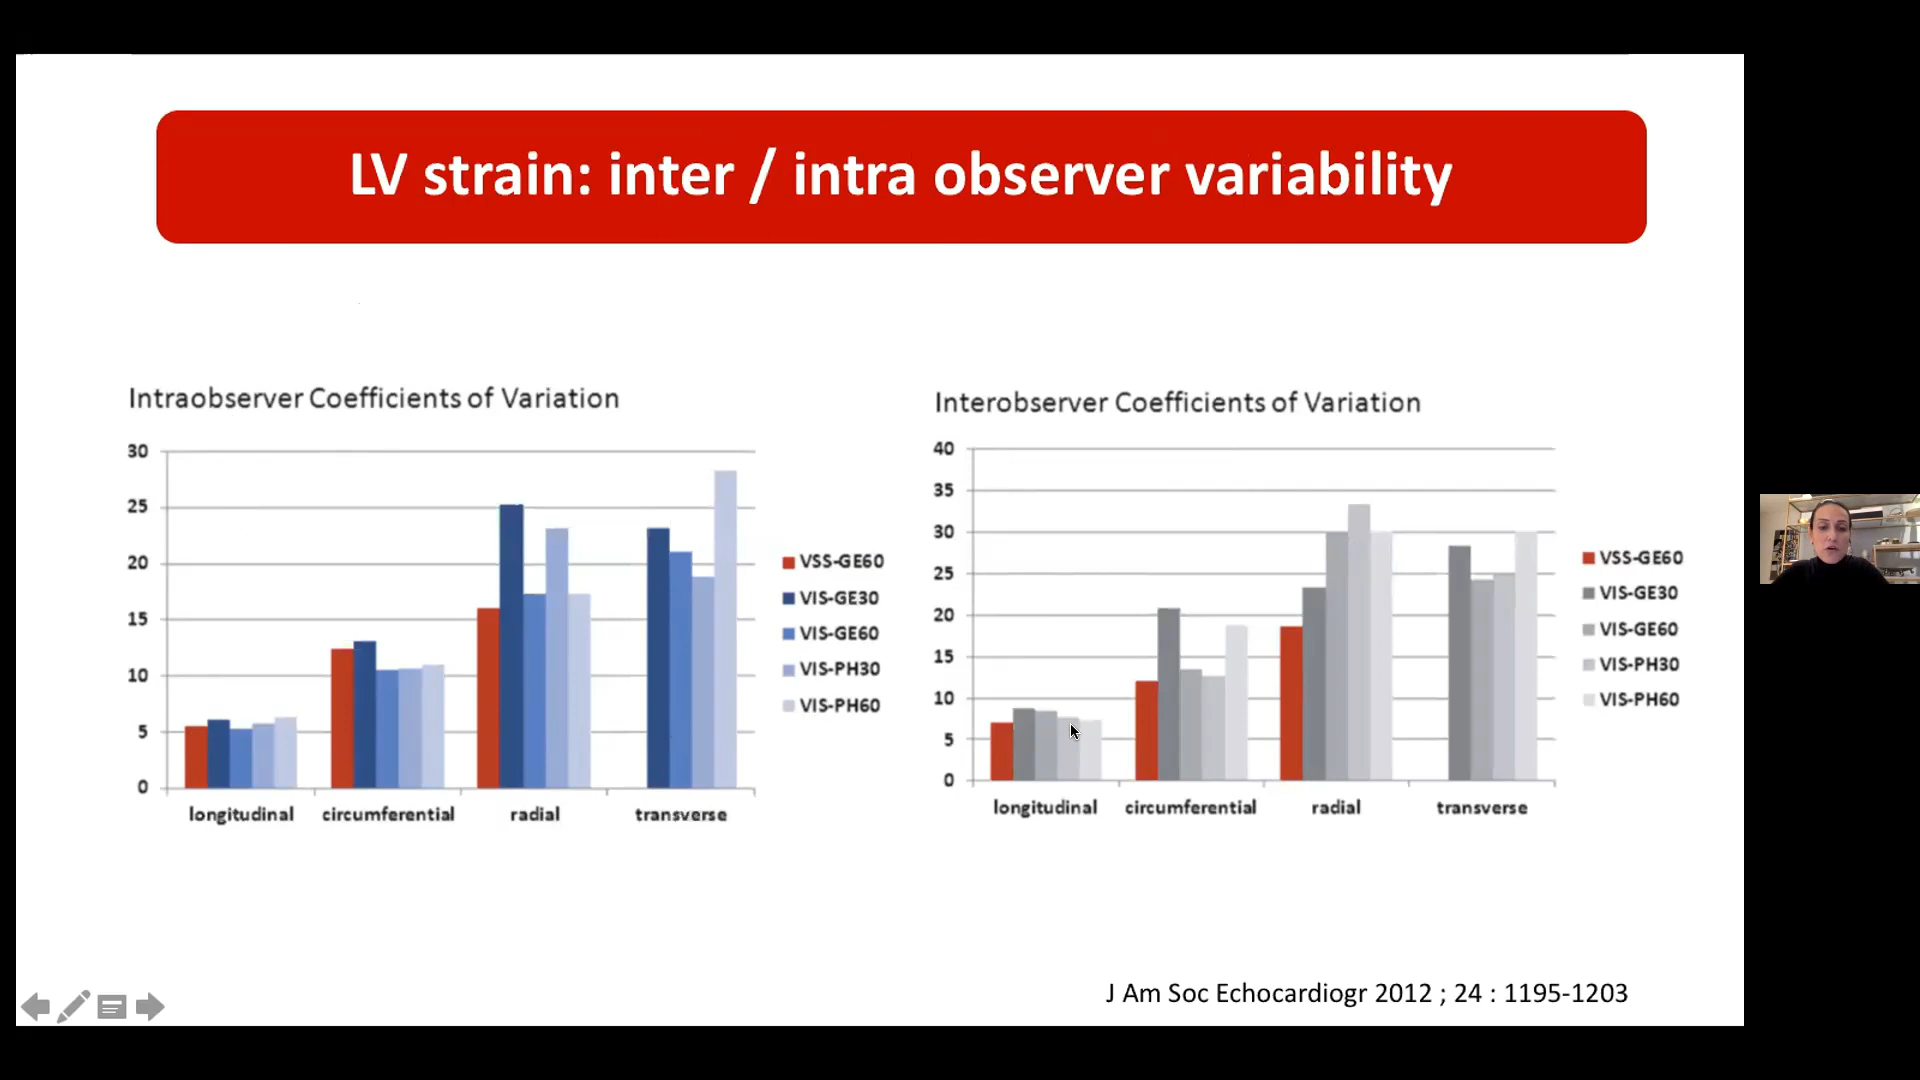 LV strain: inter / intra observer variability
Intraobserver Coefficients of Variation
30
25
20
15
10
5
0
longitudinal circumferential radial transverse
VSS-GE60
VIS-GE30
VIS-GE60
VIS-PH30
VIS-PH60
Interobserver Coefficients of Variation
40
35
30
25
20
15
10
5
0
longitudinal circumferential radial transverse
VSS-GE60
VIS-GE30
VIS-GE60
VIS-PH30
VIS-PH60
J Am Soc Echocardiogr 2012 ; 24 : 1195-1203